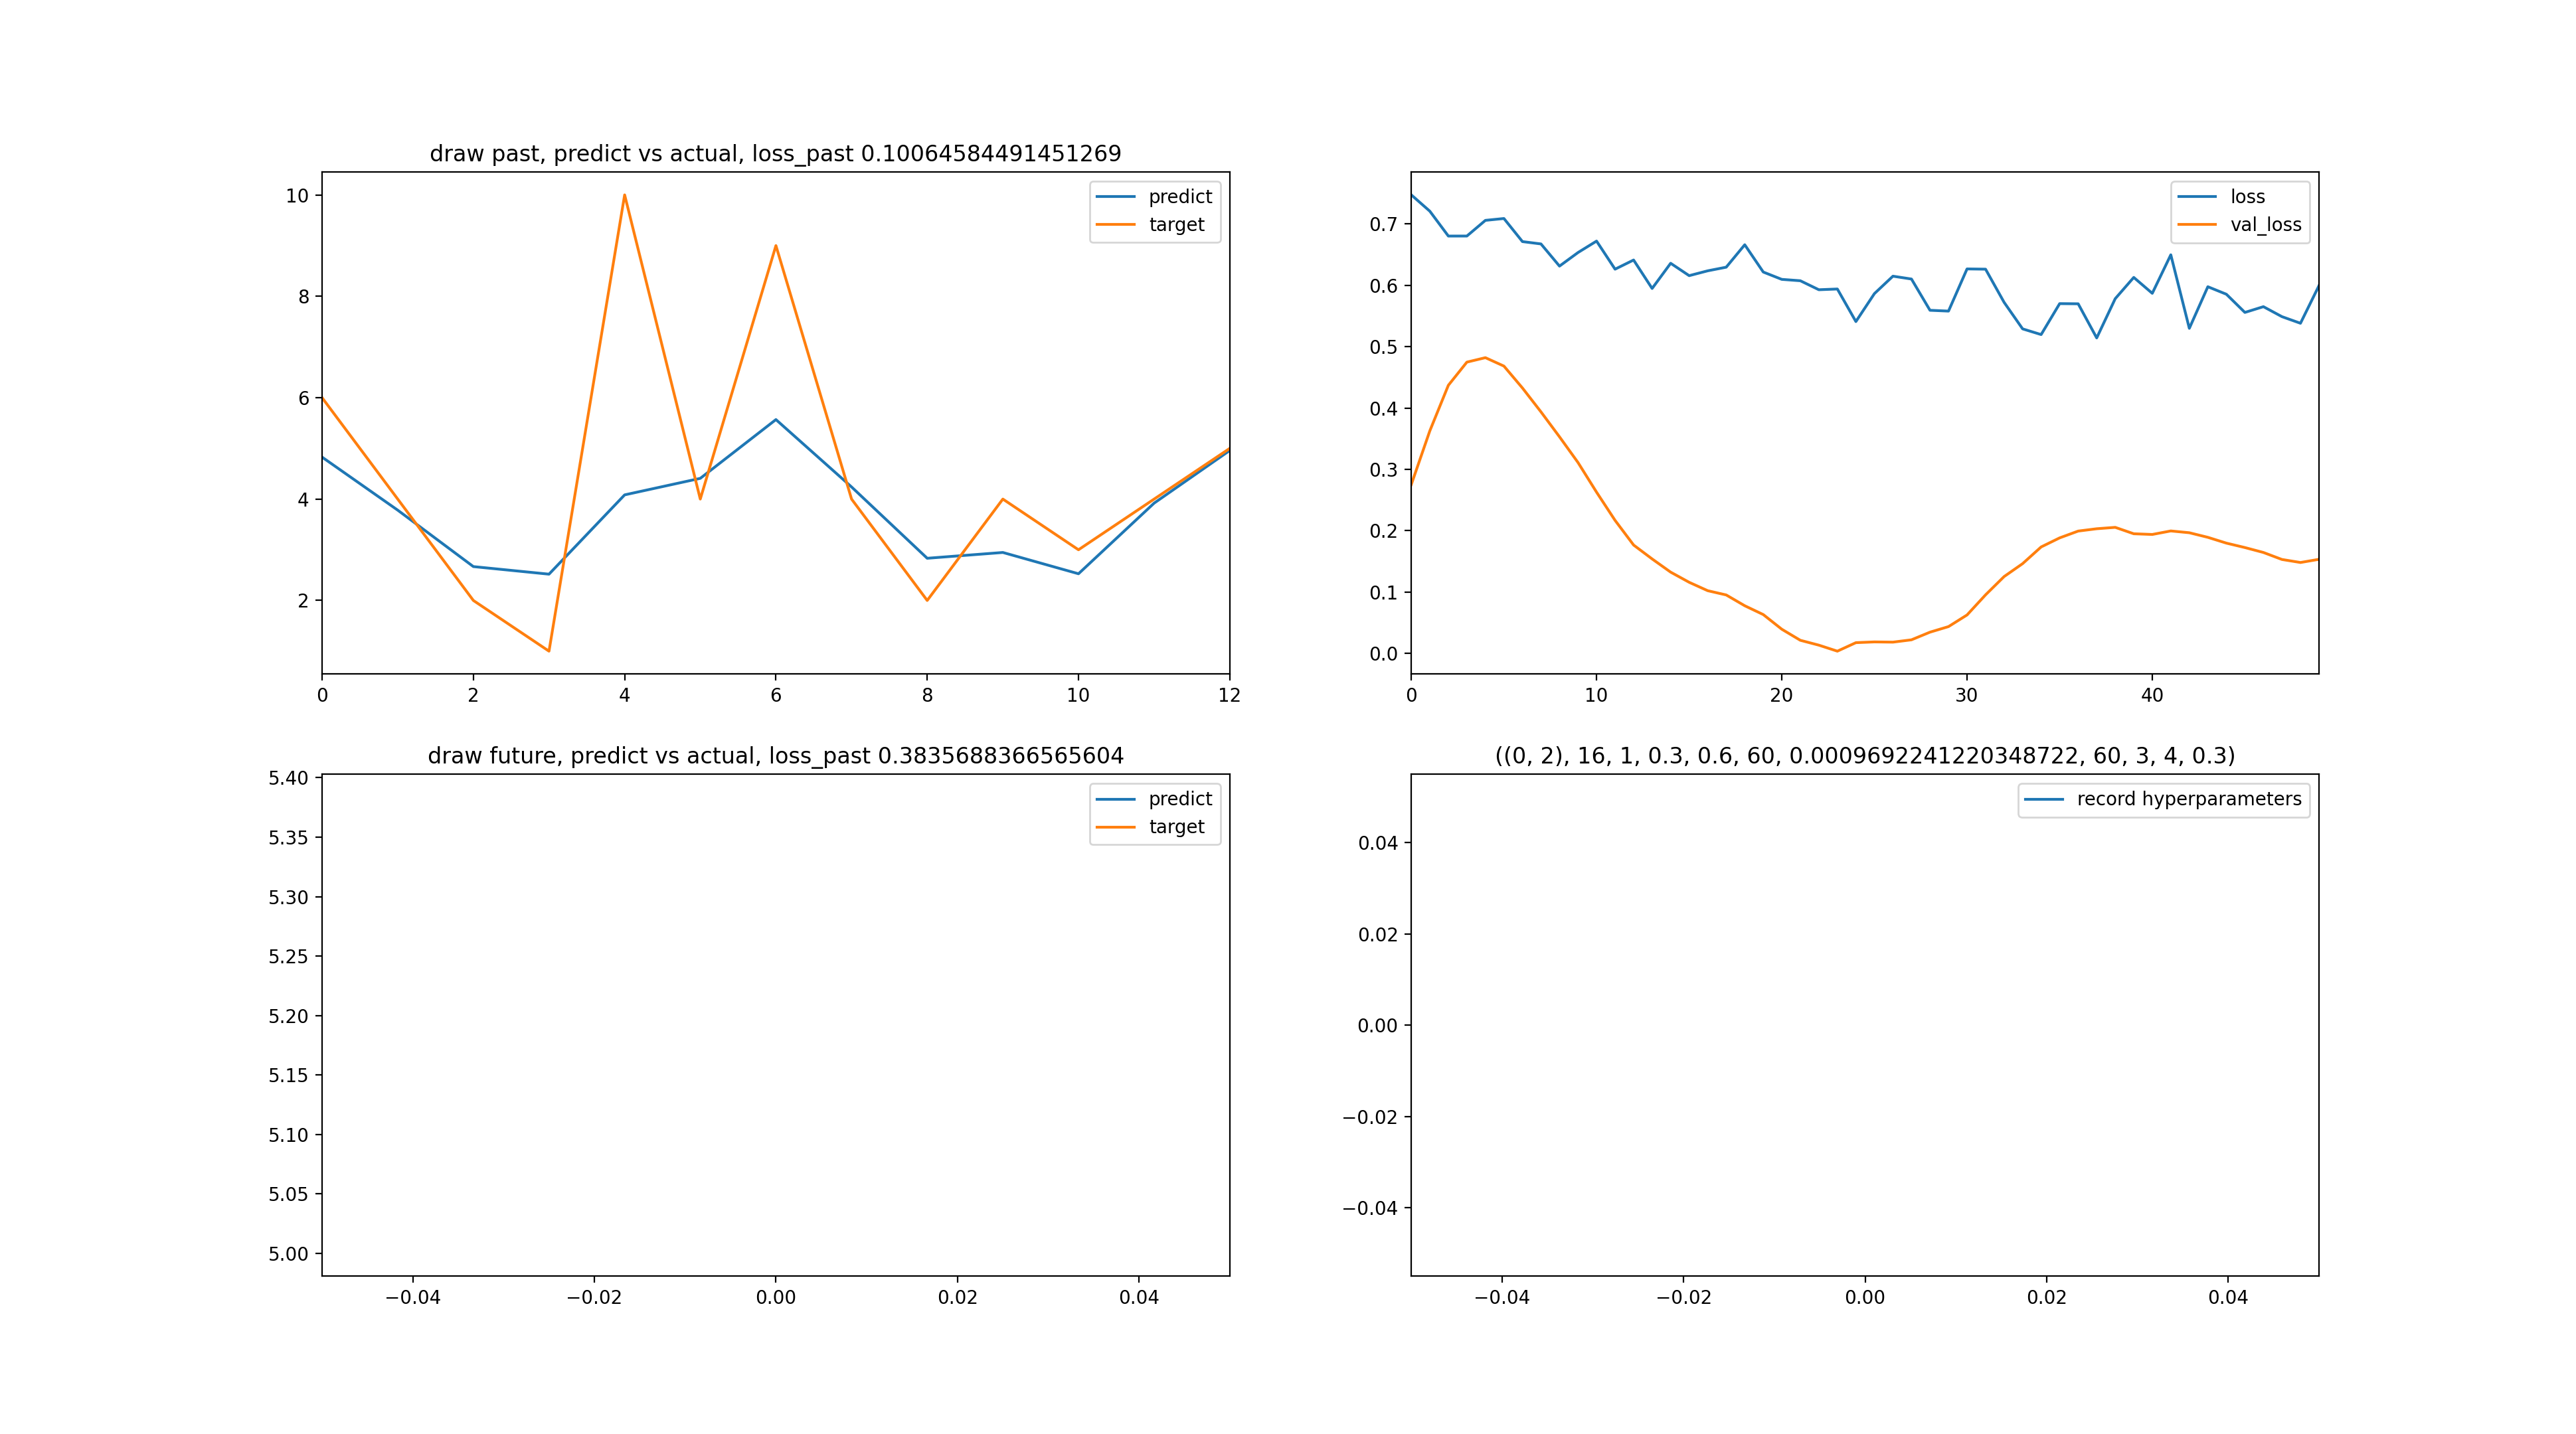 draw past, predict vs actual, loss_past 0.10064584491451269
predict
target
10
8
6
4
2
0 2 4 6 8 10 12
loss
val_loss
0.7
0.6
0.5
0.4
0.3
0.2
0.1
0.0
0 10 20 30 40
draw future, predict vs actual, loss_past 0.3835688366565604
predict
target
5.40
5.35
5.30
5.25
5.20
5.15
5.10
5.05
5.00
−0.04 −0.02 0.00 0.02 0.04
((0, 2), 16, 1, 0.3, 0.6, 60, 0.0009692241220348722, 60, 3, 4, 0.3)
record hyperparameters
0.04
0.02
0.00
−0.02
−0.04
−0.04 −0.02 0.00 0.02 0.04